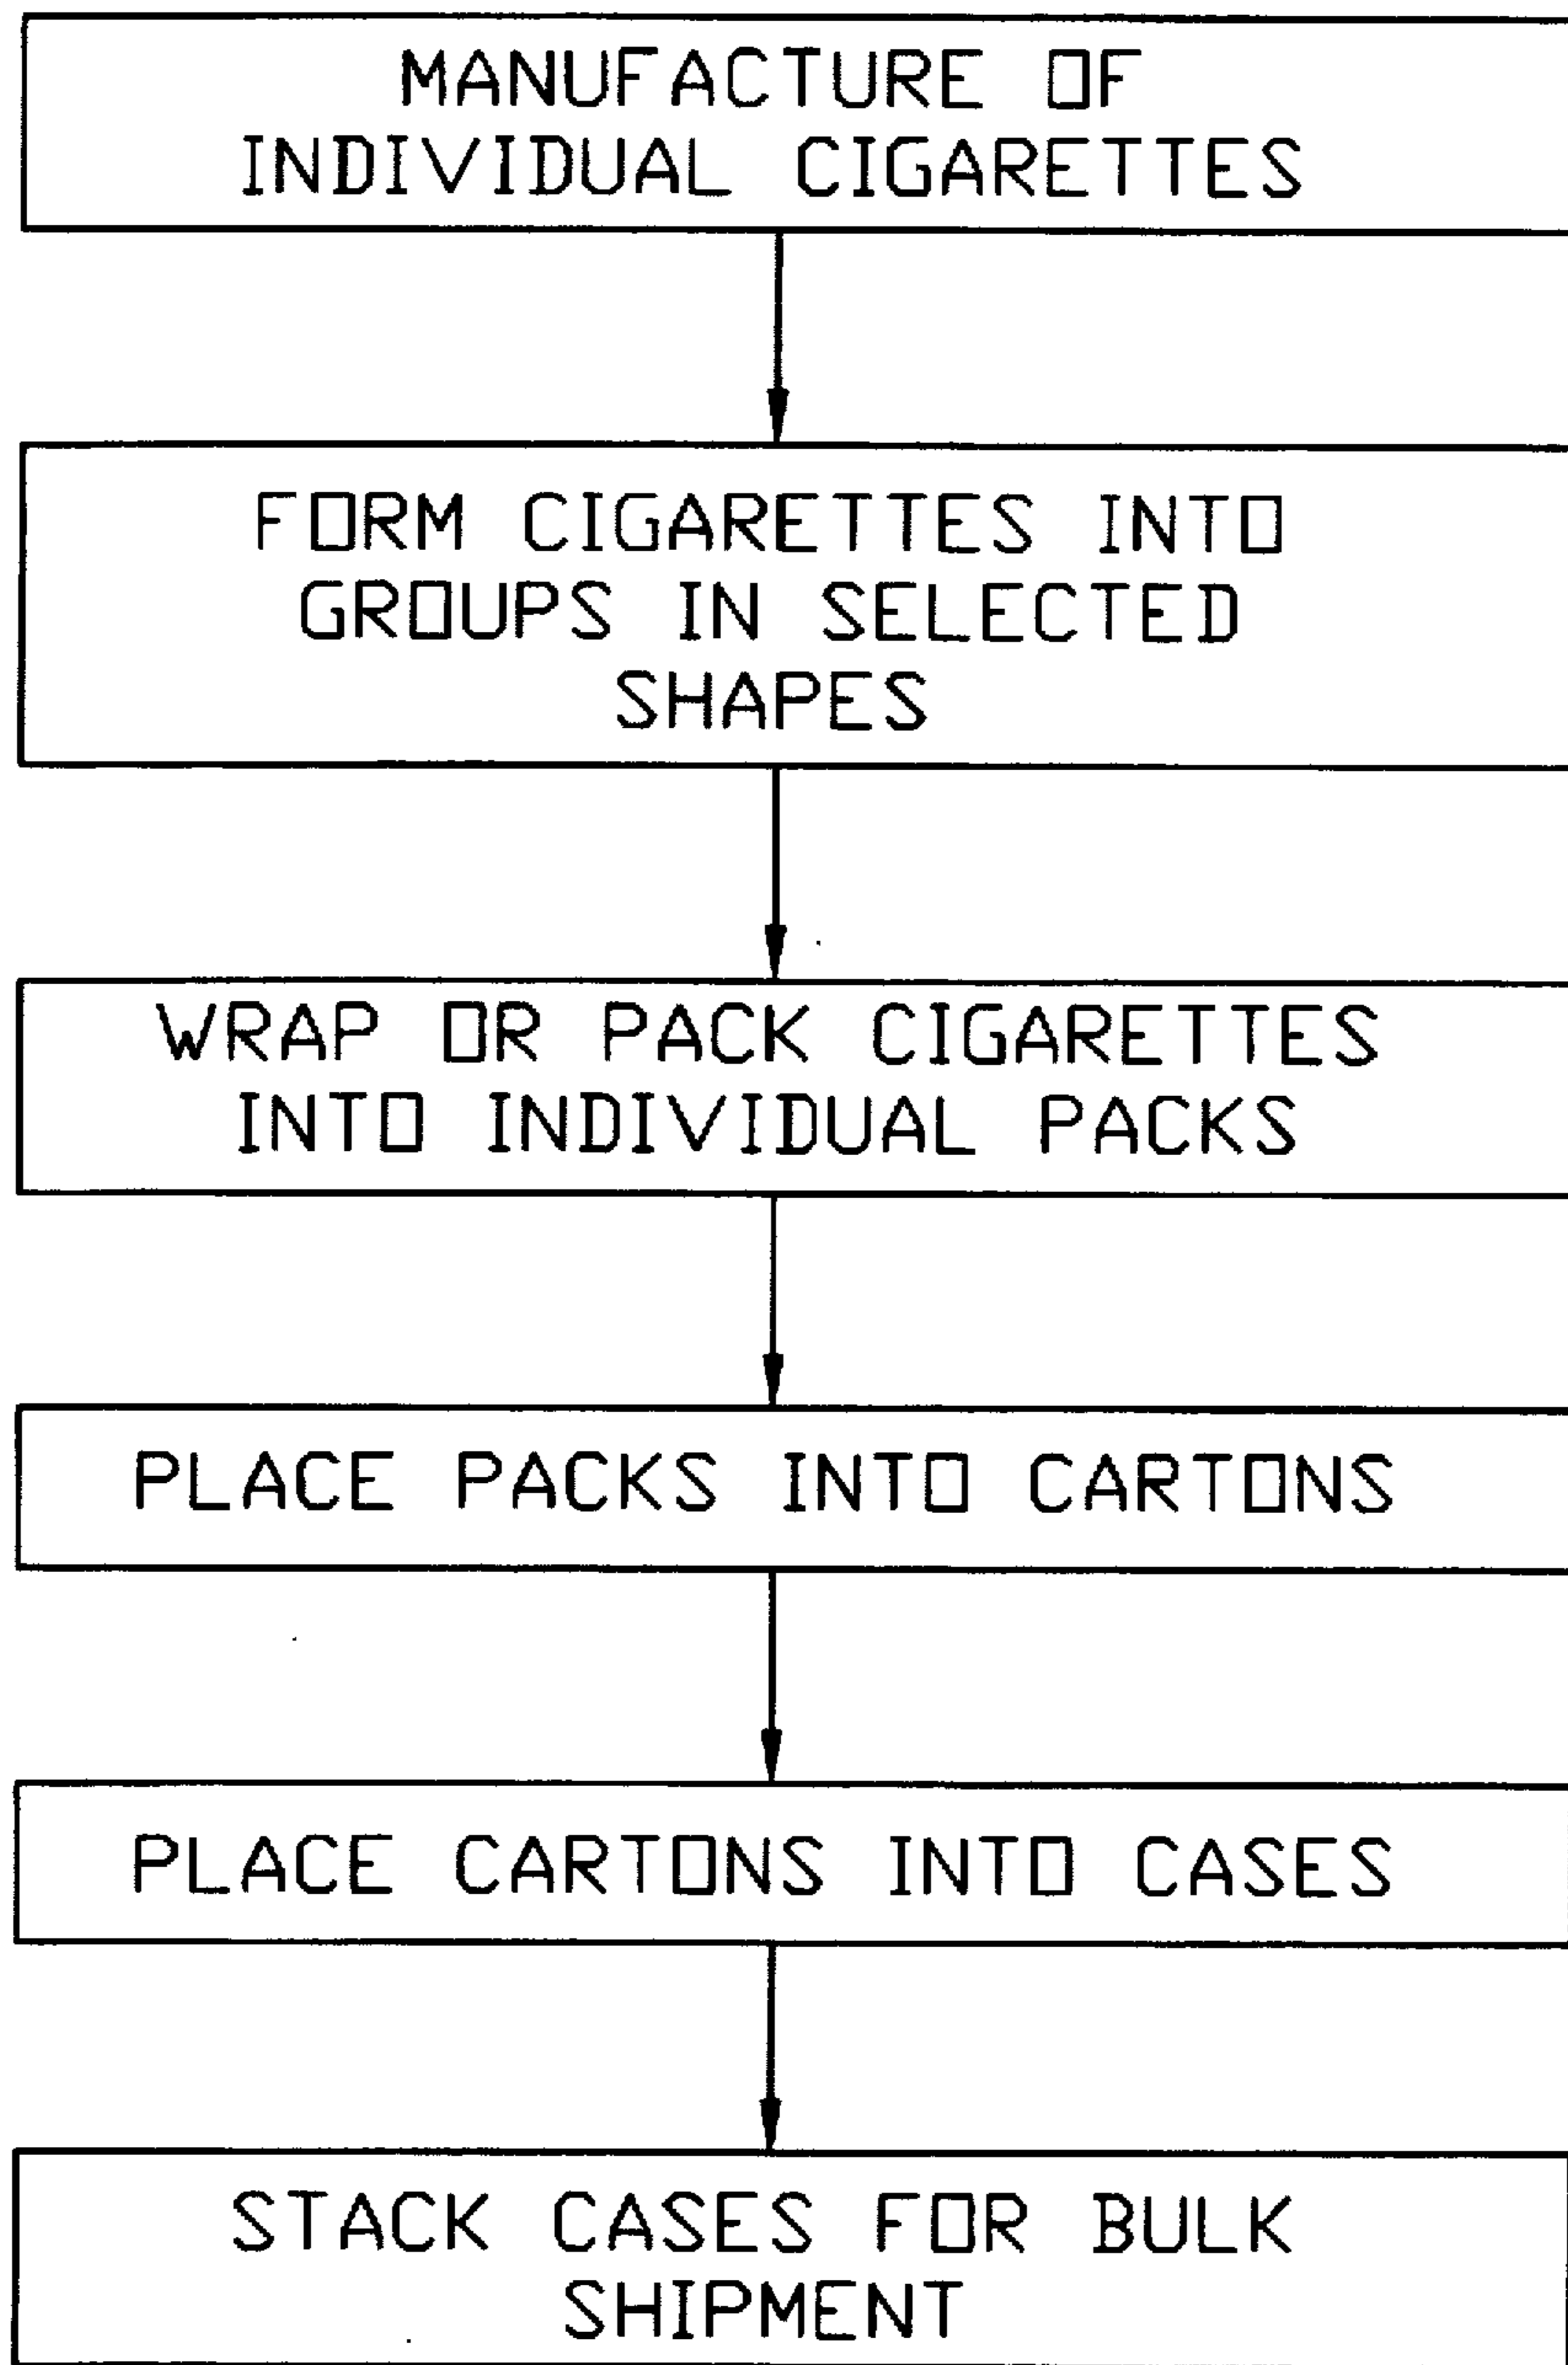 MANUFACTURE OF
INDIVIDUAL CIGARETTES
FORM CIGARETTES INTO
GROUPS IN SELECTED
SHAPES
WRAP OR PACK CIGARETTES
INTO INDIVIDUAL PACKS
PLACE PACKS INTO CARTONS
PLACE CARTONS INTO CASES
STACK CASES FOR BULK
SHIPMENT